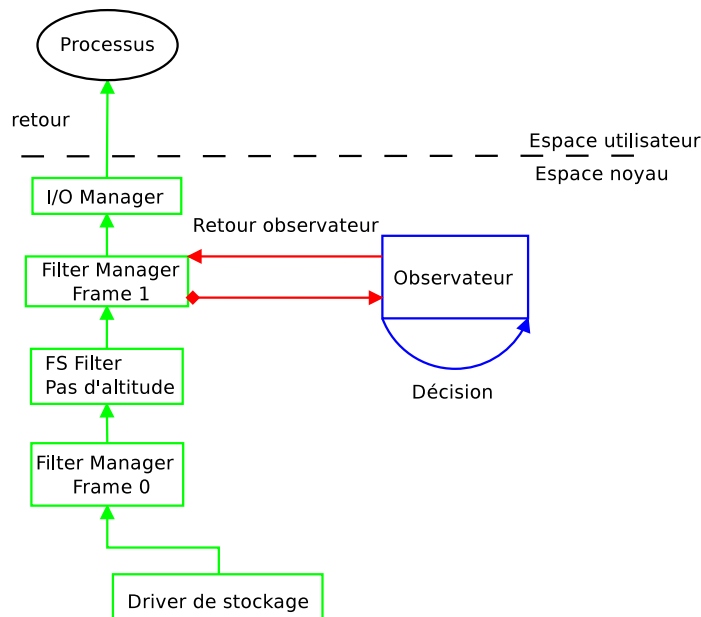 Processus
retour
Espace utilisateur
Espace noyau
I/O Manager
Retour observateur
Filter Manager
Frame 1
Observateur
FS Filter
Pas d'altitude
Décision
Filter Manager
Frame 0
Driver de stockage